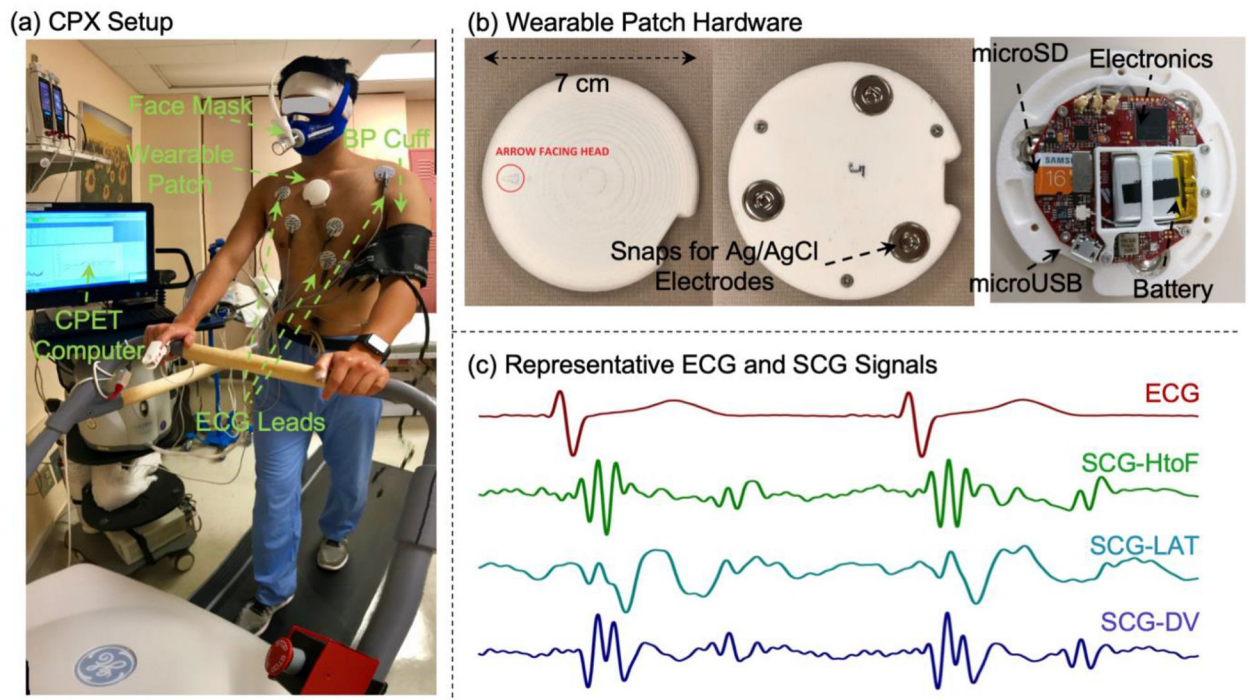 (a) CPX Setup
Face Mask
BP Cuff
Wearable
Patch
CPET
Computer
ECG Leads
(b) Wearable Patch Hardware
7 cm
ARROW FACING HEAD
Snaps for Ag/AgCl
Electrodes
microSD
Electronics
SAMSUNG
16
microUSB
Battery
(c) Representative ECG and SCG Signals
ECG
SCG-HtoF
SCG-LAT
SCG-DV